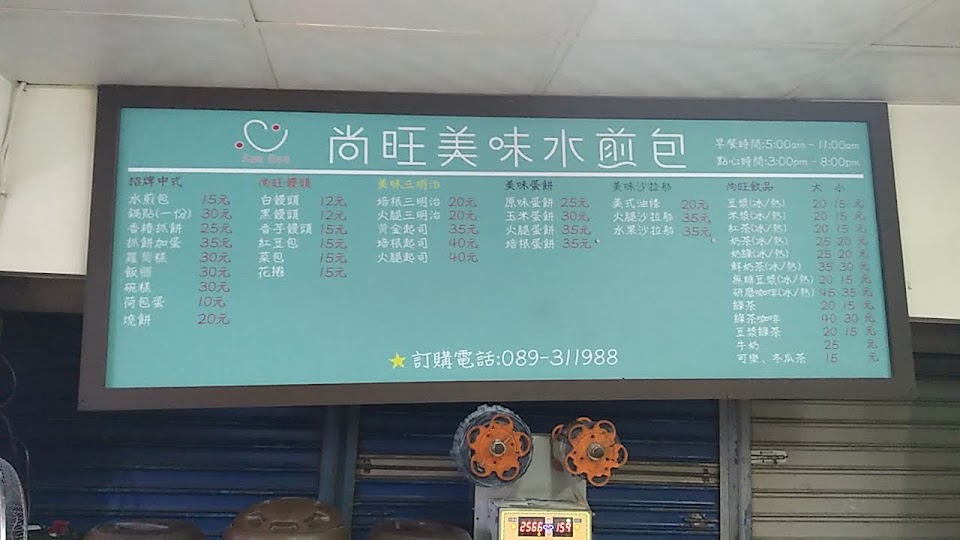 尚旺美味水煎包
早餐時間:5:00am-11:00am
點心時間:3:00pm-8:00pm
招牌中式
水煎包 15元
鍋貼(一份) 30元
香椿抓餅 25元
抓餅加蛋 35元
蘿蔔糕 30元
飯糰 30元
碗糕 30元
荷包蛋 10元
燒餅 20元
尚旺饅頭
白饅頭 12元
黑饅頭 12元
香芋饅頭 15元
紅豆包 15元
菜包 15元
花捲 15元
美味三明治
培根三明治 20元
火腿三明治 20元
黃金起司 35元
培根起司 40元
火腿起司 40元
美味蛋餅
原味蛋餅 25元
玉米蛋餅 30元
火腿蛋餅 35元
培根蛋餅 35元
美味沙拉船
美式油條 20元
火腿沙拉船 35元
水果沙拉船 35元
尚旺飲品 大 小
豆漿(冰/熱) 20 15 元
米漿(冰/熱) 20 15 元
紅茶(冰/熱) 20 15 元
奶茶(冰/熱) 25 20 元
奶綠(冰/熱) 25 20 元
鮮奶茶(冰/熱) 35 30 元
無糖豆漿(冰/熱) 20 15 元
研磨咖啡(冰/熱) 45 35 元
綠茶 20 15 元
綠茶咖啡 40 30 元
豆漿綠茶 20 15 元
牛奶 25 元
可樂、冬瓜茶 15 元
訂購電話:089-311988
2566 159